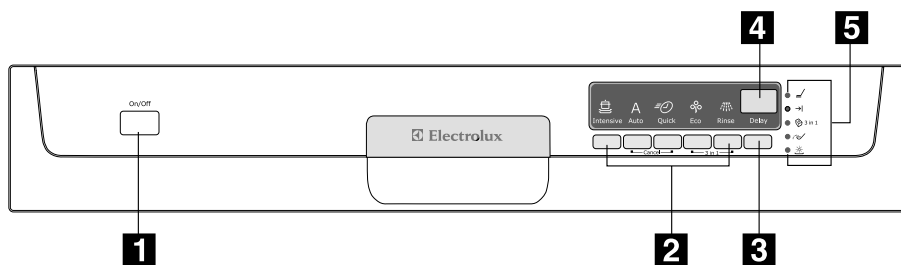 4
5
On/Off
Electrolux
A
3 in 1
Intensive Auto Quick Eco Rinse Delay
Cancel 3 in 1
1
2
3